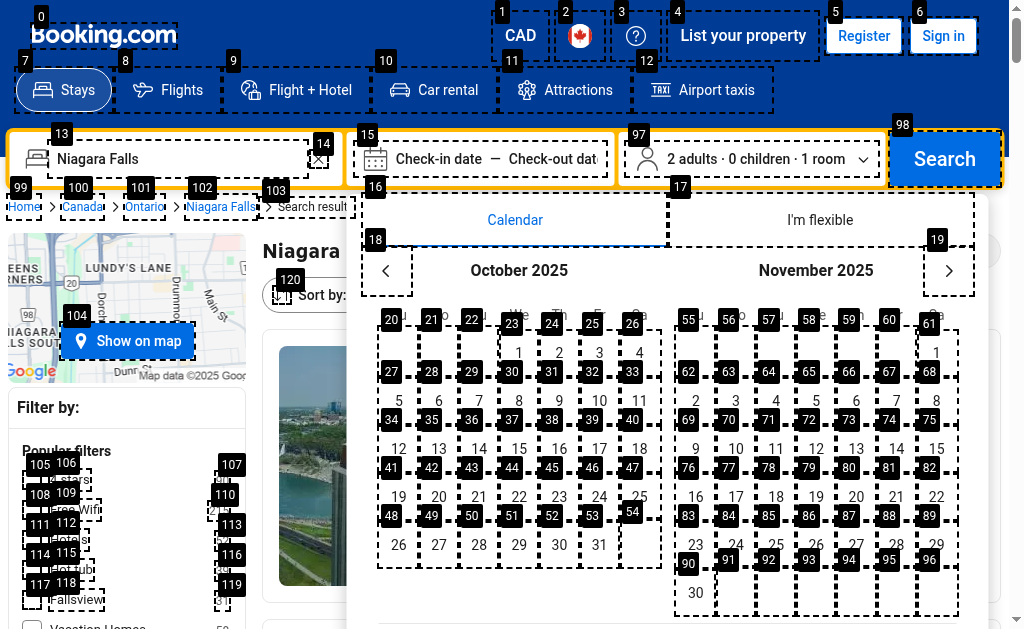 0
1
2
3
4
5
6
Booking.com
CAD
List your property
Register
Sign in
7
8
9
10
11
12
Stays
Flights
Flight + Hotel
Car rental
Attractions
Airport taxis
13
14
15
97
98
Niagara Falls
Check-in date — Check-out dat
2 adults · 0 children · 1 room
Search
99
100
101
102
103
16
17
Home
Canada
Ontario
Niagara Falls
Search result
Calendar
I'm flexible
18
19
Niagara
October 2025
November 2025
120
Sort by:
20 21 22 23 24 25 26
55 56 57 58 59 60 61
1 2 3 4
1
27 28 29 30 31 32 33
62 63 64 65 66 67 68
5 6 7 8 9 10 11
2 3 4 5 6 7 8
34 35 36 37 38 39 40
69 70 71 72 73 74 75
12 13 14 15 16 17 18
9 10 11 12 13 14 15
41 42 43 44 45 46 47
76 77 78 79 80 81 82
19 20 21 22 23 24 25
16 17 18 19 20 21 22
48 49 50 51 52 53 54
83 84 85 86 87 88 89
26 27 28 29 30 31
23 24 25 26 27 28 29
90 91 92 93 94 95 96
30
LUNDY'S LANE
20
98
Drummo
Main St
104
Show on map
Google
Map data ©2025 Goo
Filter by:
Popular filters
105 106 107
stars
108 109 110
Free Wifi
111 112 113
Hotels
114 115 116
Hot tub
117 118 119
Fallsview
31
Vacation Homes